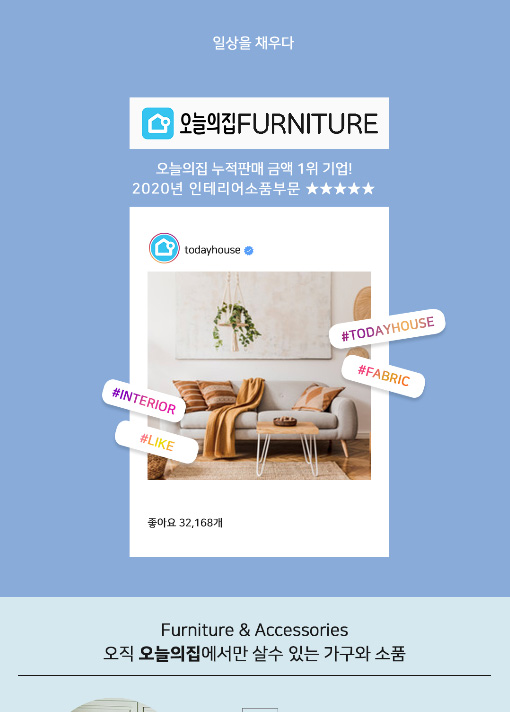 일상을 채우다
오늘의집FURNITURE
오늘의집 누적판매 금액 1위 기업!
2020년 인테리어소품부문 ★★★★★
todayhouse
#TODAYHOUSE
#FABRIC
#INTERIOR
#LIKE
좋아요 32,168개
Furniture & Accessories
오직 오늘의집에서만 살수 있는 가구와 소품